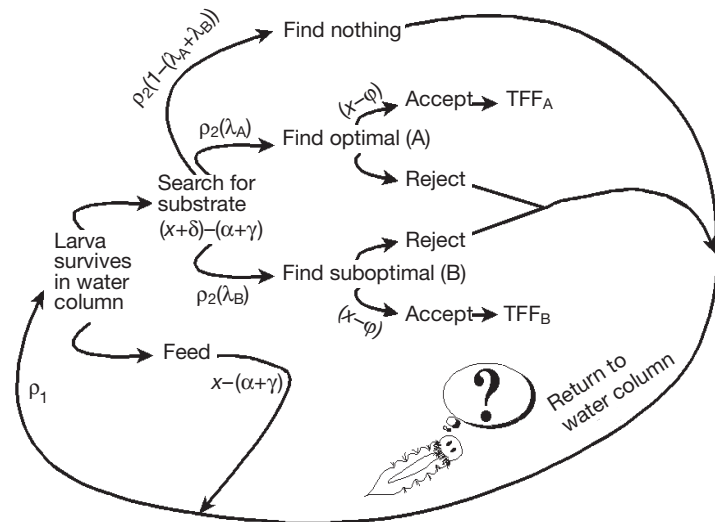 Find nothing
ρ2(1–(λA+λB))
(x–φ)
Accept
TFFA
ρ2(λA)
Find optimal (A)
Reject
Search for
substrate
(x+δ)–(α+γ)
Larva
survives
in water
column
Reject
Find suboptimal (B)
ρ2(λB)
(x–φ)
Accept
TFFB
Feed
x–(α+γ)
ρ1
?
Return to
water column